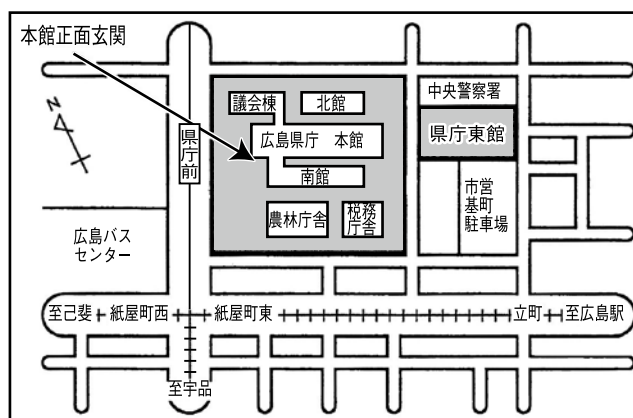 本館正面玄関
N
議会棟
北館
中央警察署
広島県庁 本館
県庁東館
県庁前
南館
農林庁舎
税務
庁舎
市営
基町
駐車場
広島バス
センター
至己斐
紙屋町西
紙屋町東
立町
至広島駅
至宇品